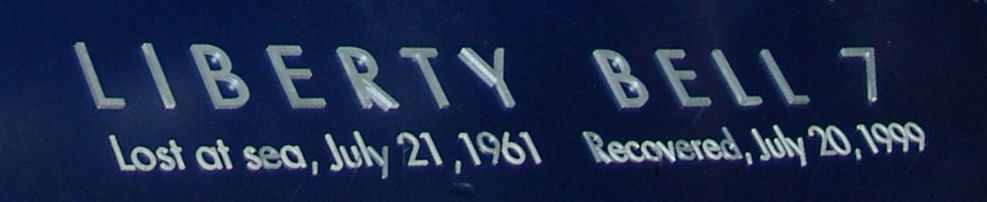 LIBERTY BELL 7
Lost at sea, July 21, 1961 Recovered, July 20, 1999